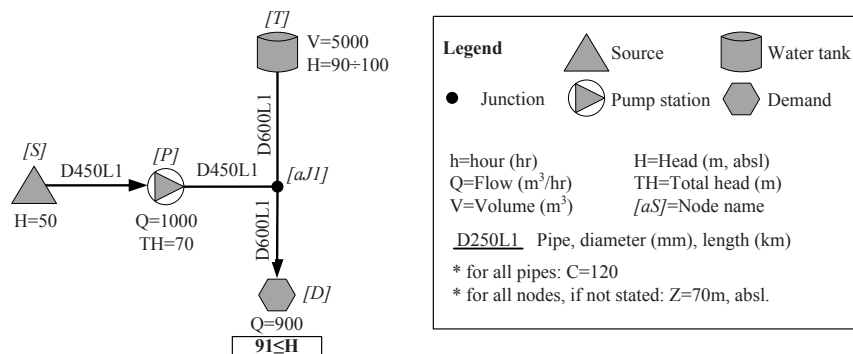 [T]
V=5000
H=90÷100
D600L1
[S]
D450L1
[P]
D450L1
[aJ1]
H=50
Q=1000
TH=70
D600L1
[D]
Q=900
91≤H
Legend
Source
Water tank
Junction
Pump station
Demand
h=hour (hr)
H=Head (m, absl)
Q=Flow (m³/hr)
TH=Total head (m)
V=Volume (m³)
[aS]=Node name
D250L1 Pipe, diameter (mm), length (km)
* for all pipes: C=120
* for all nodes, if not stated: Z=70m, absl.